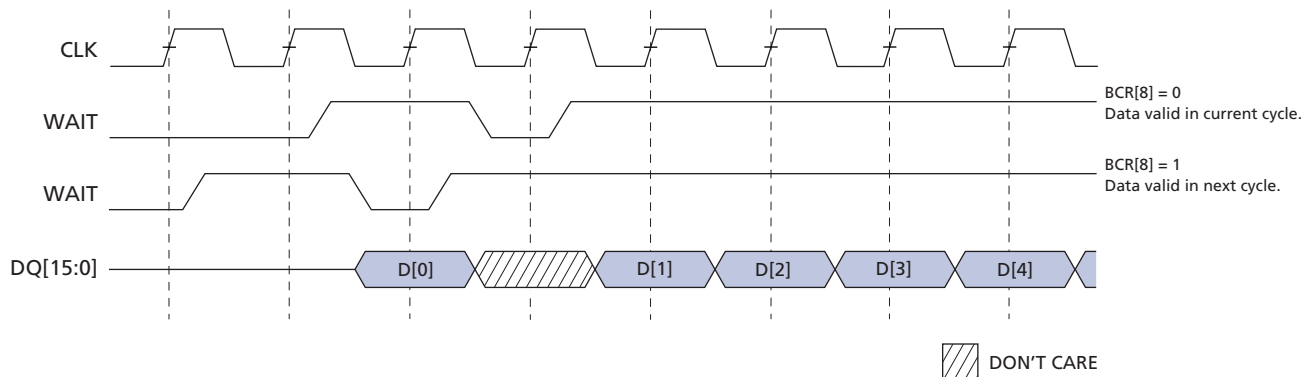 CLK
WAIT
BCR[8] = 0
Data valid in current cycle.
WAIT
BCR[8] = 1
Data valid in next cycle.
DQ[15:0]
D[0]
D[1]
D[2]
D[3]
D[4]
DON'T CARE